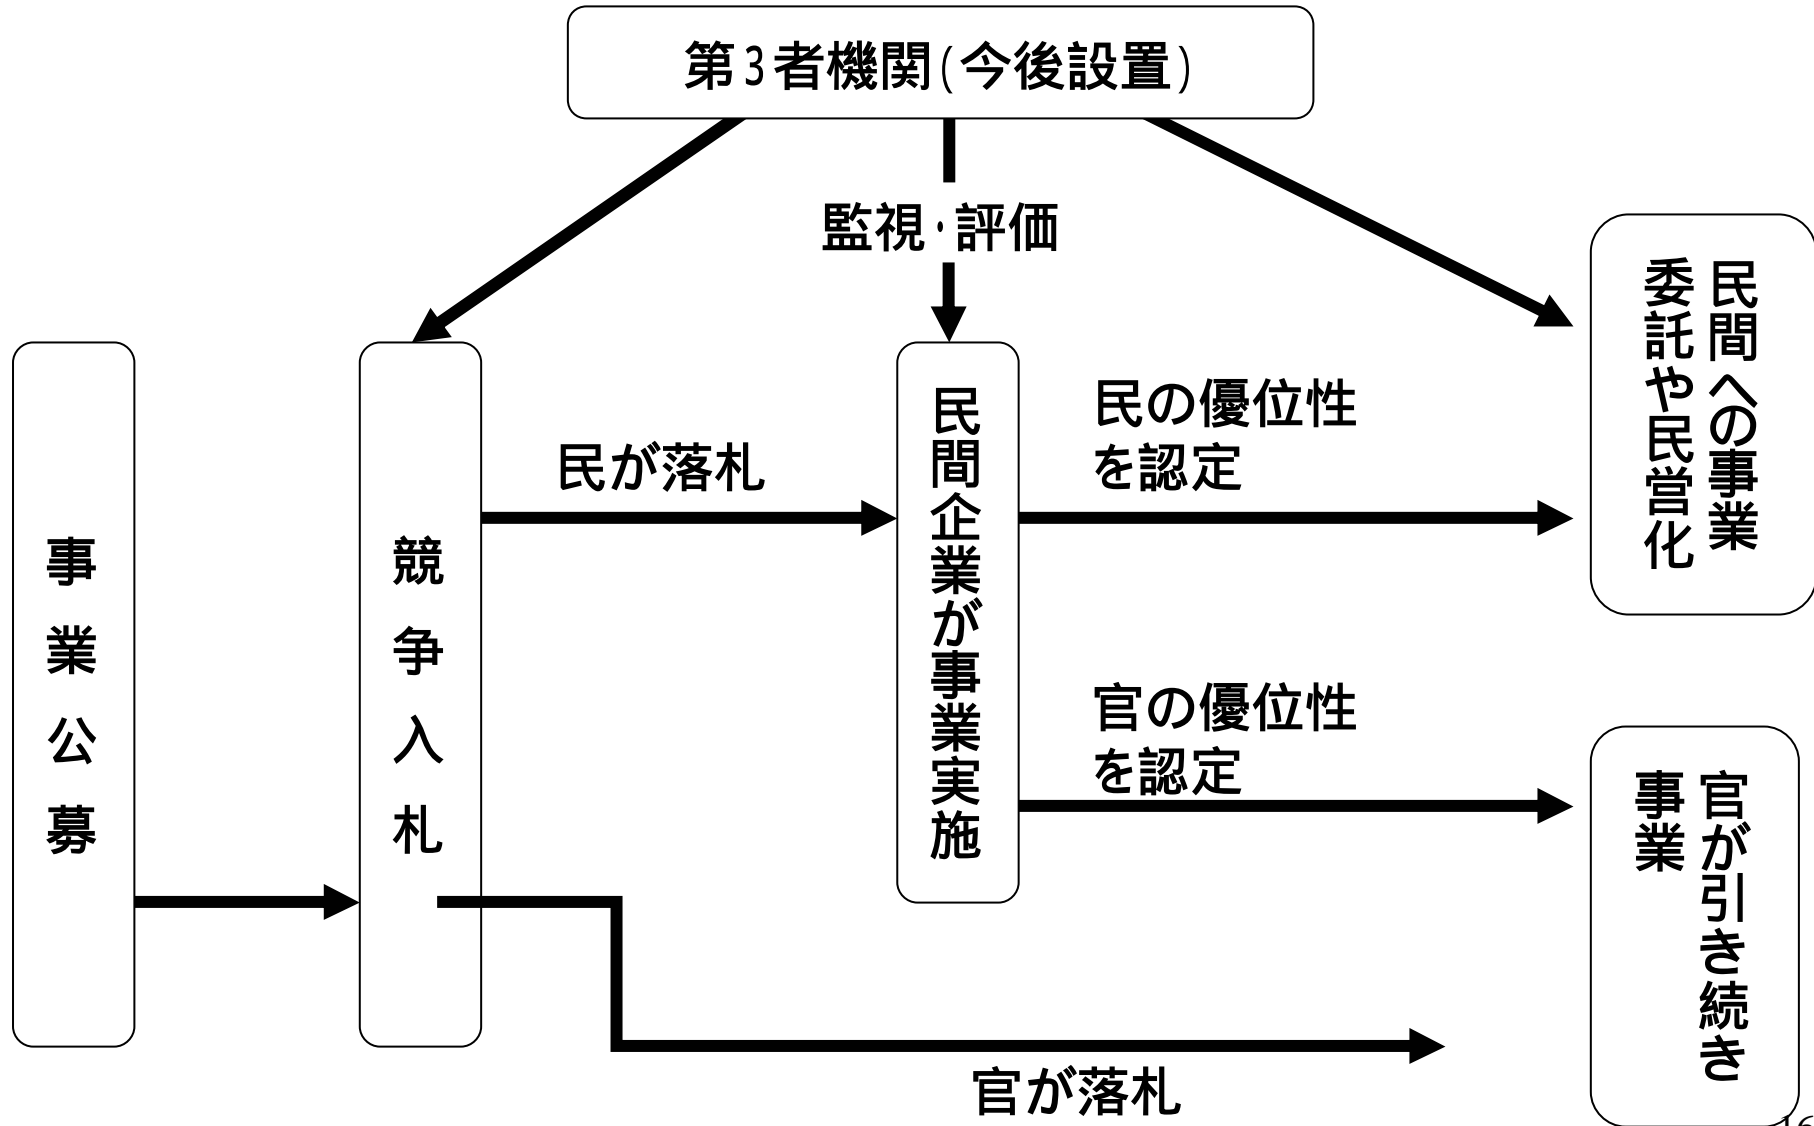 第3者機関(今後設置)
監視･評価
事業公募
競争入札
民が落札
民間企業が事業実施
民の優位性
を認定
官の優位性
を認定
民間への事業
委託や民営化
官が引き続き
事業
官が落札
16